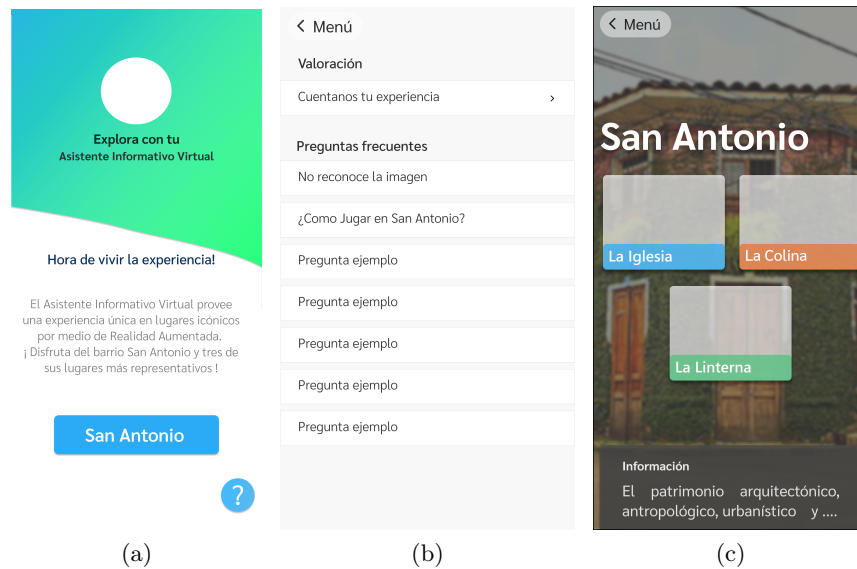 Explora con tu
Asistente Informativo Virtual
Hora de vivir la experiencia!
El Asistente Informativo Virtual provee
una experiencia única en lugares icónicos
por medio de Realidad Aumentada.
¡ Disfruta del barrio San Antonio y tres de
sus lugares más representativos !
San Antonio
?
(a)
Menú
Valoración
Cuentanos tu experiencia
Preguntas frecuentes
No reconoce la imagen
¿Como Jugar en San Antonio?
Pregunta ejemplo
Pregunta ejemplo
Pregunta ejemplo
Pregunta ejemplo
Pregunta ejemplo
(b)
Menú
San Antonio
La Iglesia
La Colina
La Linterna
Información
El patrimonio arquitectónico,
antropológico, urbanístico y ....
(c)